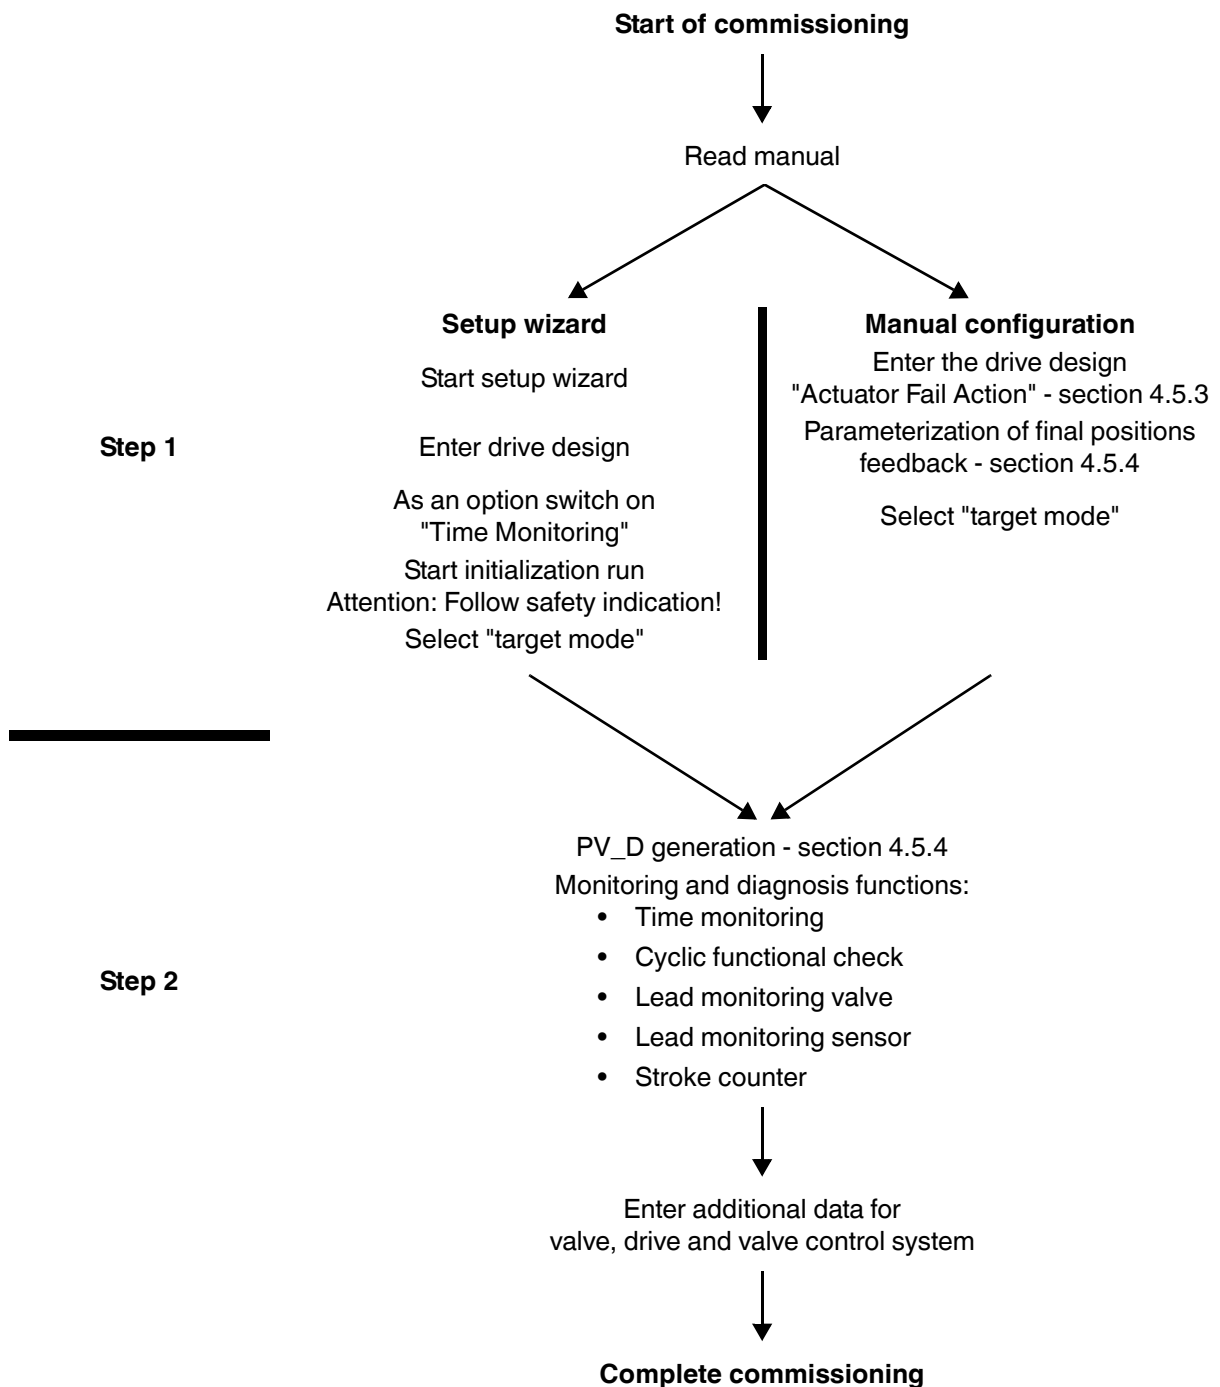 Start of commissioning
Read manual
Step 1
Setup wizard
Start setup wizard
Enter drive design
As an option switch on
"Time Monitoring"
Start initialization run
Attention: Follow safety indication!
Select "target mode"
Manual configuration
Enter the drive design
"Actuator Fail Action" - section 4.5.3
Parameterization of final positions
feedback - section 4.5.4
Select "target mode"
Step 2
PV_D generation - section 4.5.4
Monitoring and diagnosis functions:
• Time monitoring
• Cyclic functional check
• Lead monitoring valve
• Lead monitoring sensor
• Stroke counter
Enter additional data for
valve, drive and valve control system
Complete commissioning